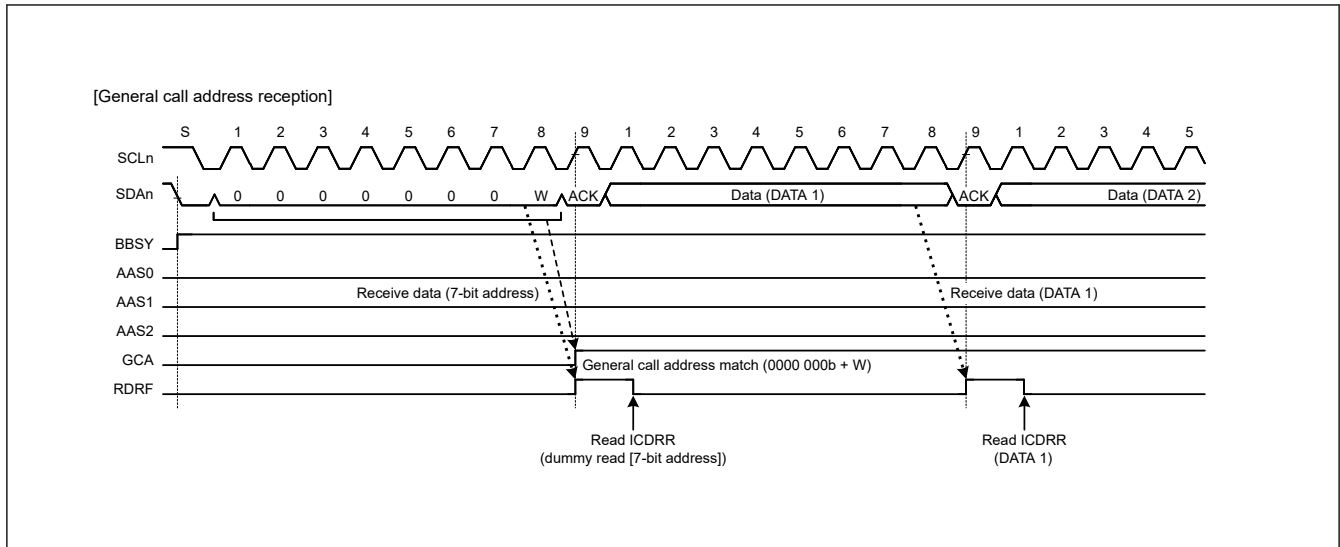 [General call address reception]
S 1 2 3 4 5 6 7 8 9 1 2 3 4 5 6 7 8 9 1 2 3 4 5
SCLn
SDAn 0 0 0 0 0 0 0 W ACK Data (DATA 1) ACK Data (DATA 2)
BBSY
AAS0
Receive data (7-bit address) Receive data (DATA 1)
AAS1
AAS2
GCA General call address match (0000 000b + W)
RDRF
Read ICDRR Read ICDRR
(dummy read [7-bit address]) (DATA 1)